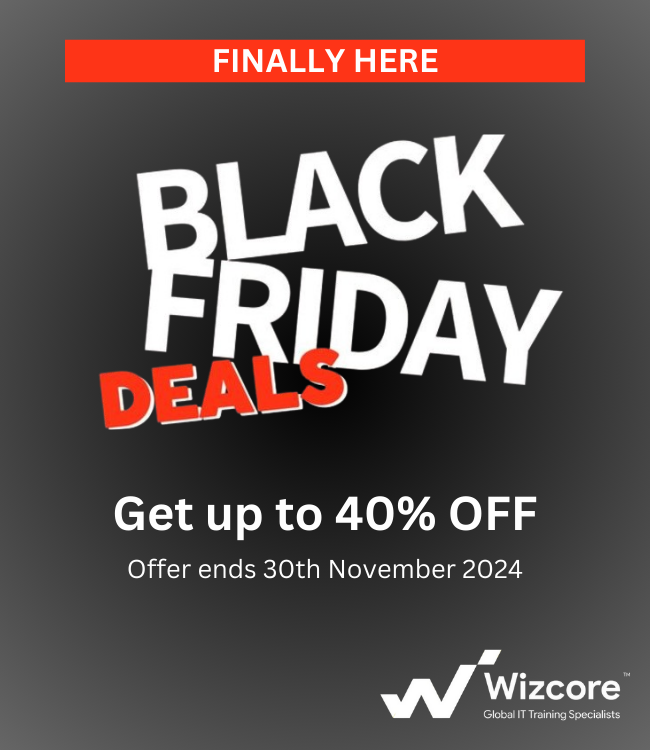 FINALLY HERE
BLACK
FRIDAY
DEALS
Get up to 40% OFF
Offer ends 30th November 2024
Wizcore™
Global IT Training Specialists